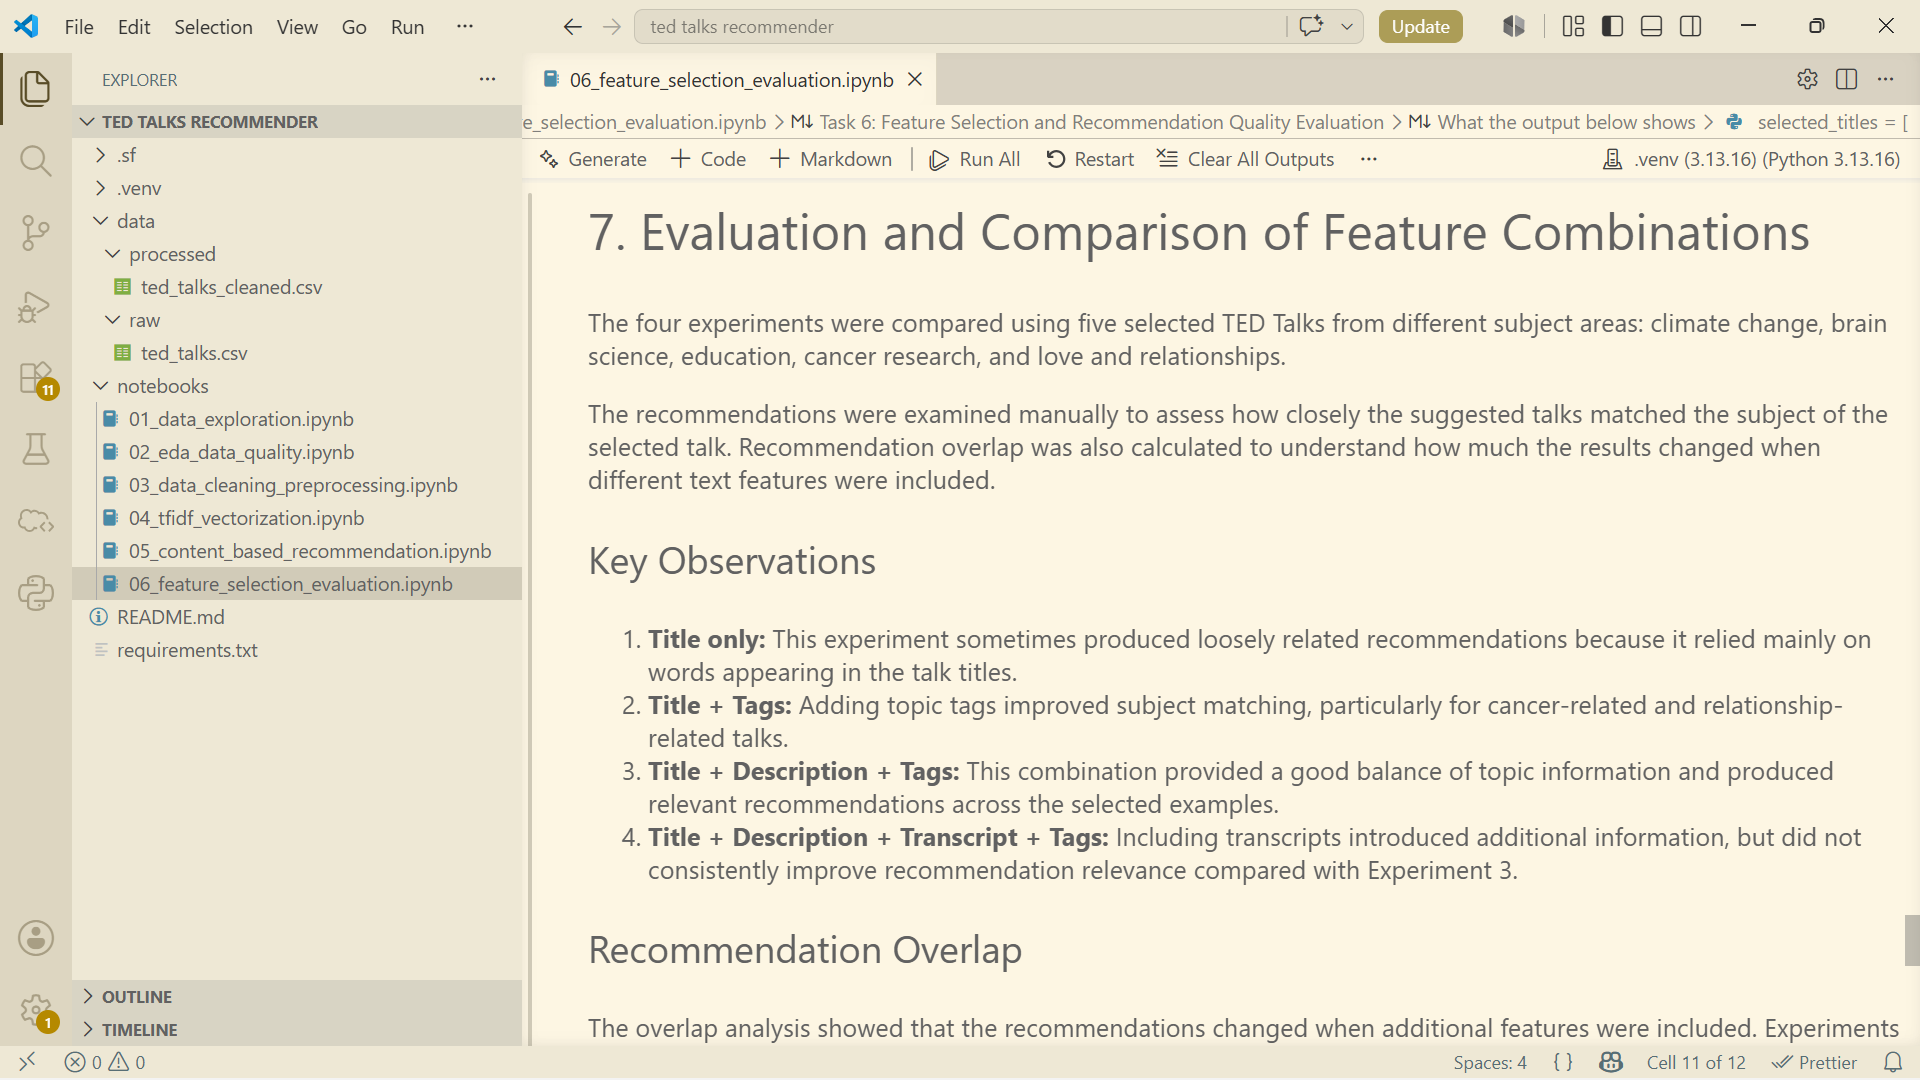 File Edit Selection View Go Run ···
ted talks recommender
Update
EXPLORER
TED TALKS RECOMMENDER
.sf
.venv
data
processed
ted_talks_cleaned.csv
raw
ted_talks.csv
notebooks
01_data_exploration.ipynb
02_eda_data_quality.ipynb
03_data_cleaning_preprocessing.ipynb
04_tfidf_vectorization.ipynb
05_content_based_recommendation.ipynb
06_feature_selection_evaluation.ipynb
README.md
requirements.txt
OUTLINE
TIMELINE
11
1
06_feature_selection_evaluation.ipynb
e_selection_evaluation.ipynb > M↓ Task 6: Feature Selection and Recommendation Quality Evaluation > M↓ What the output below shows > selected_titles = [
Generate + Code + Markdown | Run All Restart Clear All Outputs ··· .venv (3.13.16) (Python 3.13.16)
7. Evaluation and Comparison of Feature Combinations
The four experiments were compared using five selected TED Talks from different subject areas: climate change, brain
science, education, cancer research, and love and relationships.
The recommendations were examined manually to assess how closely the suggested talks matched the subject of the
selected talk. Recommendation overlap was also calculated to understand how much the results changed when
different text features were included.
Key Observations
1. Title only: This experiment sometimes produced loosely related recommendations because it relied mainly on
words appearing in the talk titles.
2. Title + Tags: Adding topic tags improved subject matching, particularly for cancer-related and relationship-
related talks.
3. Title + Description + Tags: This combination provided a good balance of topic information and produced
relevant recommendations across the selected examples.
4. Title + Description + Transcript + Tags: Including transcripts introduced additional information, but did not
consistently improve recommendation relevance compared with Experiment 3.
Recommendation Overlap
The overlap analysis showed that the recommendations changed when additional features were included. Experiments
0 0
Spaces: 4 { } Cell 11 of 12 Prettier